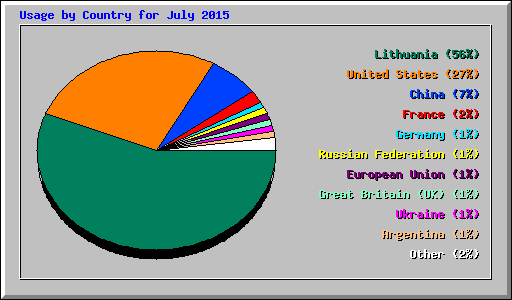 Usage by Country for July 2015
Lithuania (56%)
United States (27%)
China (7%)
France (2%)
Germany (1%)
Russian Federation (1%)
European Union (1%)
Great Britain (UK) (1%)
Ukraine (1%)
Argentina (1%)
Other (2%)